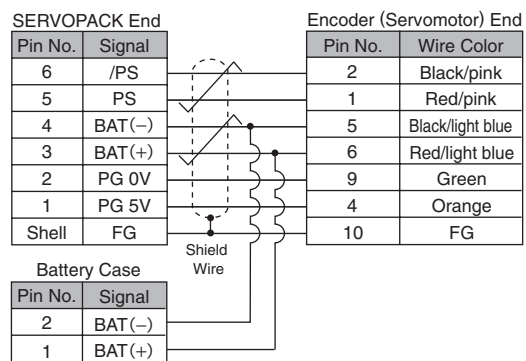 SERVOPACK End Encoder (Servomotor) End
Pin No. Signal Pin No. Wire Color
6 /PS 2 Black/pink
5 PS 1 Red/pink
4 BAT(−) 5 Black/light blue
3 BAT(+) 6 Red/light blue
2 PG 0V 9 Green
1 PG 5V 4 Orange
Shell FG 10 FG
Shield
Wire
Battery Case
Pin No. Signal
2 BAT(−)
1 BAT(+)